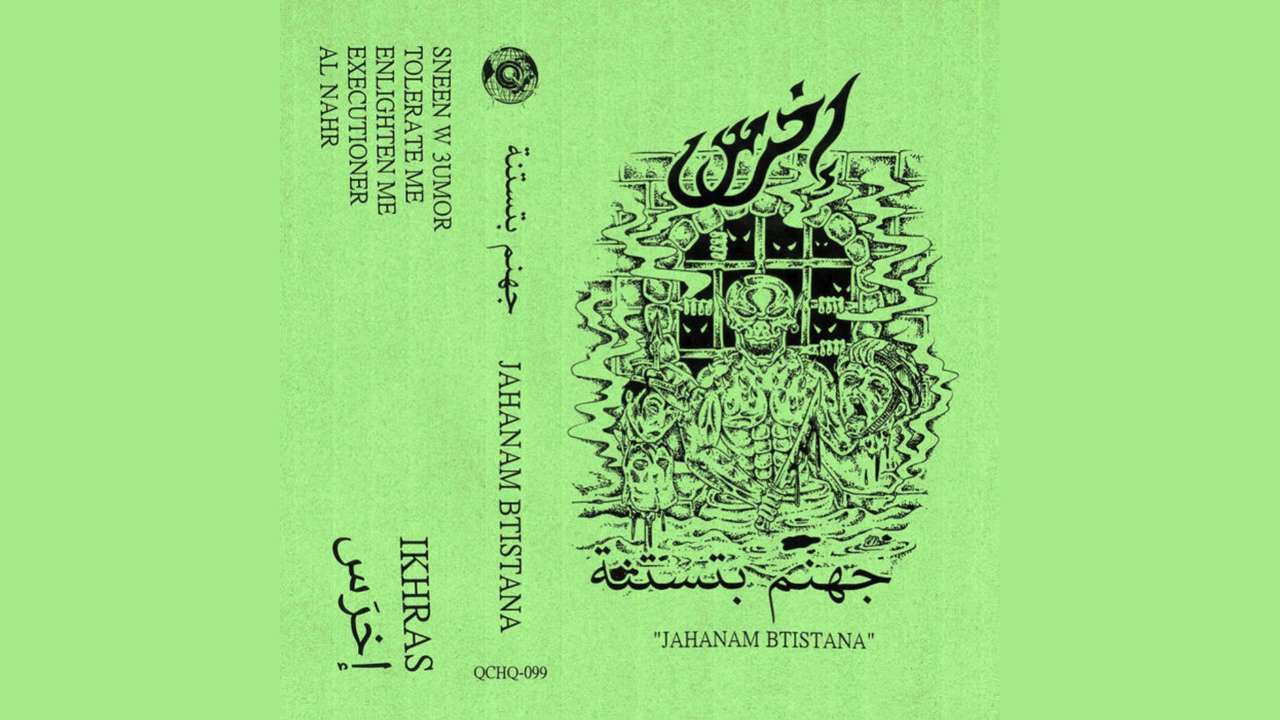 SNEEN W 3UMOR
TOLERATE ME
ENLIGHTEN ME
EXECUTIONER
AL NAHR
IKHRAS
إخرَس
جهنم بتستنة
JAHANAM BTISTANA
QCHQ-099
إخرس
جهنّم بتستنة
"JAHANAM BTISTANA"